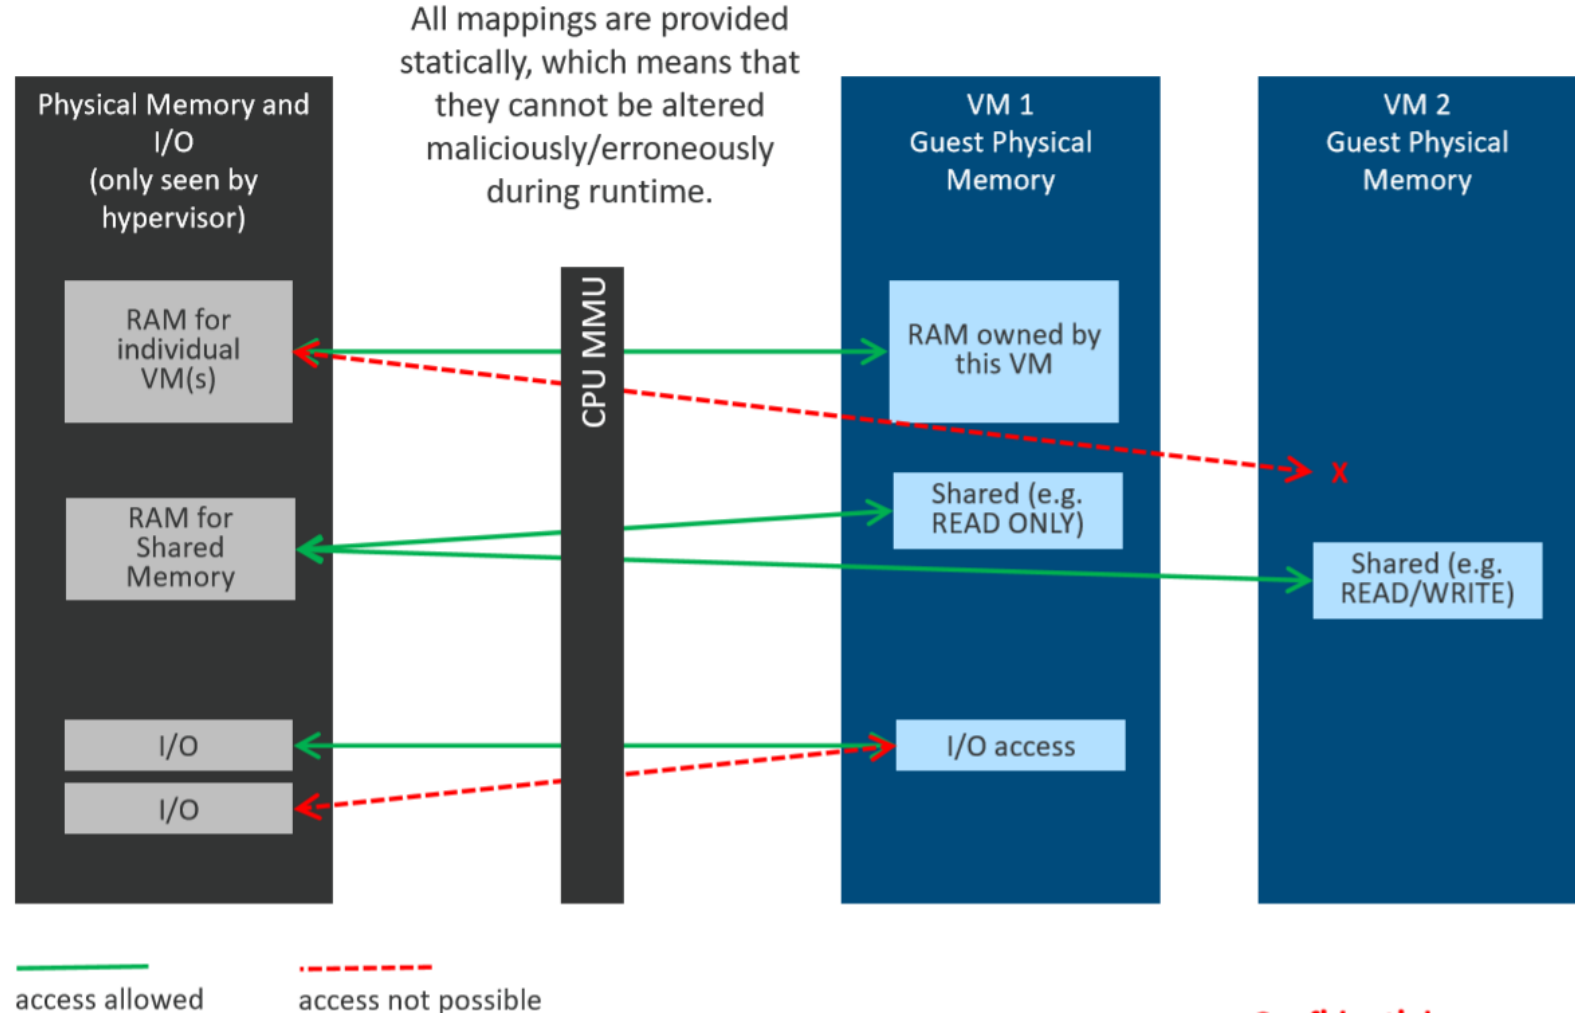 All mappings are provided
statically, which means that
they cannot be altered
maliciously/erroneously
during runtime.
Physical Memory and
I/O
(only seen by
hypervisor)
VM 1
Guest Physical
Memory
VM 2
Guest Physical
Memory
CPU MMU
RAM for
individual
VM(s)
RAM owned by
this VM
X
RAM for
Shared
Memory
Shared (e.g.
READ ONLY)
Shared (e.g.
READ/WRITE)
I/O
I/O access
I/O
access allowed
access not possible